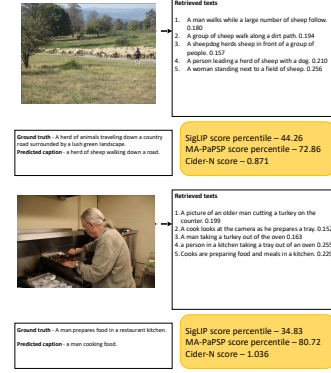 Retrieved texts
1. A man walks while a large number of sheep follow.
0.180
2. A group of sheep walk along a dirt path. 0.194
3. A sheepdog herds sheep in front of a group of
people. 0.157
4. A person leading a herd of sheep with a dog. 0.210
5. A woman standing next to a field of sheep. 0.256
Ground truth - A herd of animals traveling down a country
road surrounded by a lush green landscape.
Predicted caption - a herd of sheep walking down a road.
SigLIP score percentile – 44.26
MA-PaPSP score percentile – 72.86
Cider-N score – 0.871
Retrieved texts
1. A picture of an older man cutting a turkey on the
counter. 0.199
2. A cook looks at the camera as he prepares a tray. 0.152
3. A man taking a turkey out of the oven 0.163
4. a person in a kitchen taking a tray out of an oven 0.255
5. Cooks are preparing food and meals in a kitchen. 0.229
Ground truth - A man prepares food in a restaurant kitchen.
Predicted caption - a man cooking food.
SigLIP score percentile – 34.83
MA-PaPSP score percentile – 80.72
Cider-N score – 1.036